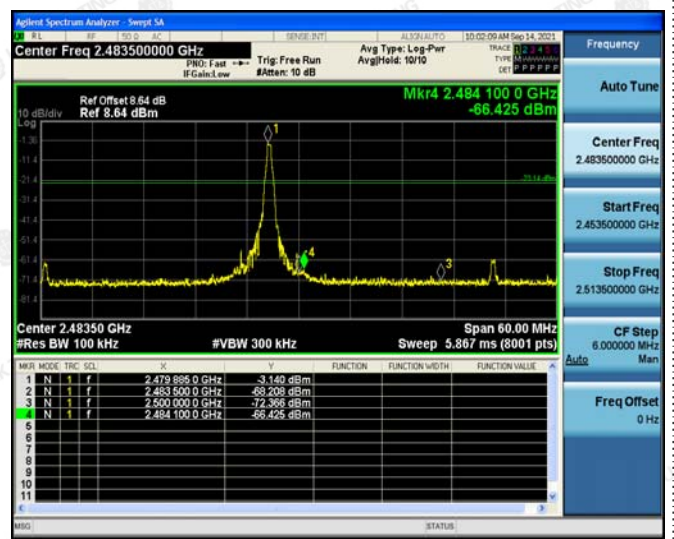 Agilent Spectrum Analyzer - Swept SA
RL RF 50 Ω AC SENSE:INT ALIGN AUTO 10:02:09 AM Sep 14, 2021
Center Freq 2.483500000 GHz
PNO: Fast
IFGain:Low
Trig: Free Run
#Atten: 10 dB
Avg Type: Log-Pwr
Avg|Hold: 10/10
TRACE 1 2 3 4 5 6
TYPE
DET P P P P P P
Frequency
Auto Tune
Center Freq
2.483500000 GHz
Start Freq
2.453500000 GHz
Stop Freq
2.513500000 GHz
CF Step
6.000000 MHz
Auto Man
Freq Offset
0 Hz
Mkr4 2.484 100 0 GHz
-66.425 dBm
Ref Offset 8.64 dB
10 dB/div Ref 8.64 dBm
Log
-1.36
-11.4
-21.4
-31.4
-41.4
-51.4
-61.4
-71.4
-81.4
1
-23.14 dBm
4
3
Center 2.48350 GHz Span 60.00 MHz
#Res BW 100 kHz #VBW 300 kHz Sweep 5.867 ms (8001 pts)
MKR MODE TRC SCL X Y FUNCTION FUNCTION WIDTH FUNCTION VALUE
1 N 1 f 2.479 865 0 GHz -3.140 dBm
2 N 1 f 2.483 500 0 GHz -68.208 dBm
3 N 1 f 2.500 000 0 GHz -72.366 dBm
4 N 1 f 2.484 100 0 GHz -66.425 dBm
5
6
7
8
9
10
11
MSG STATUS